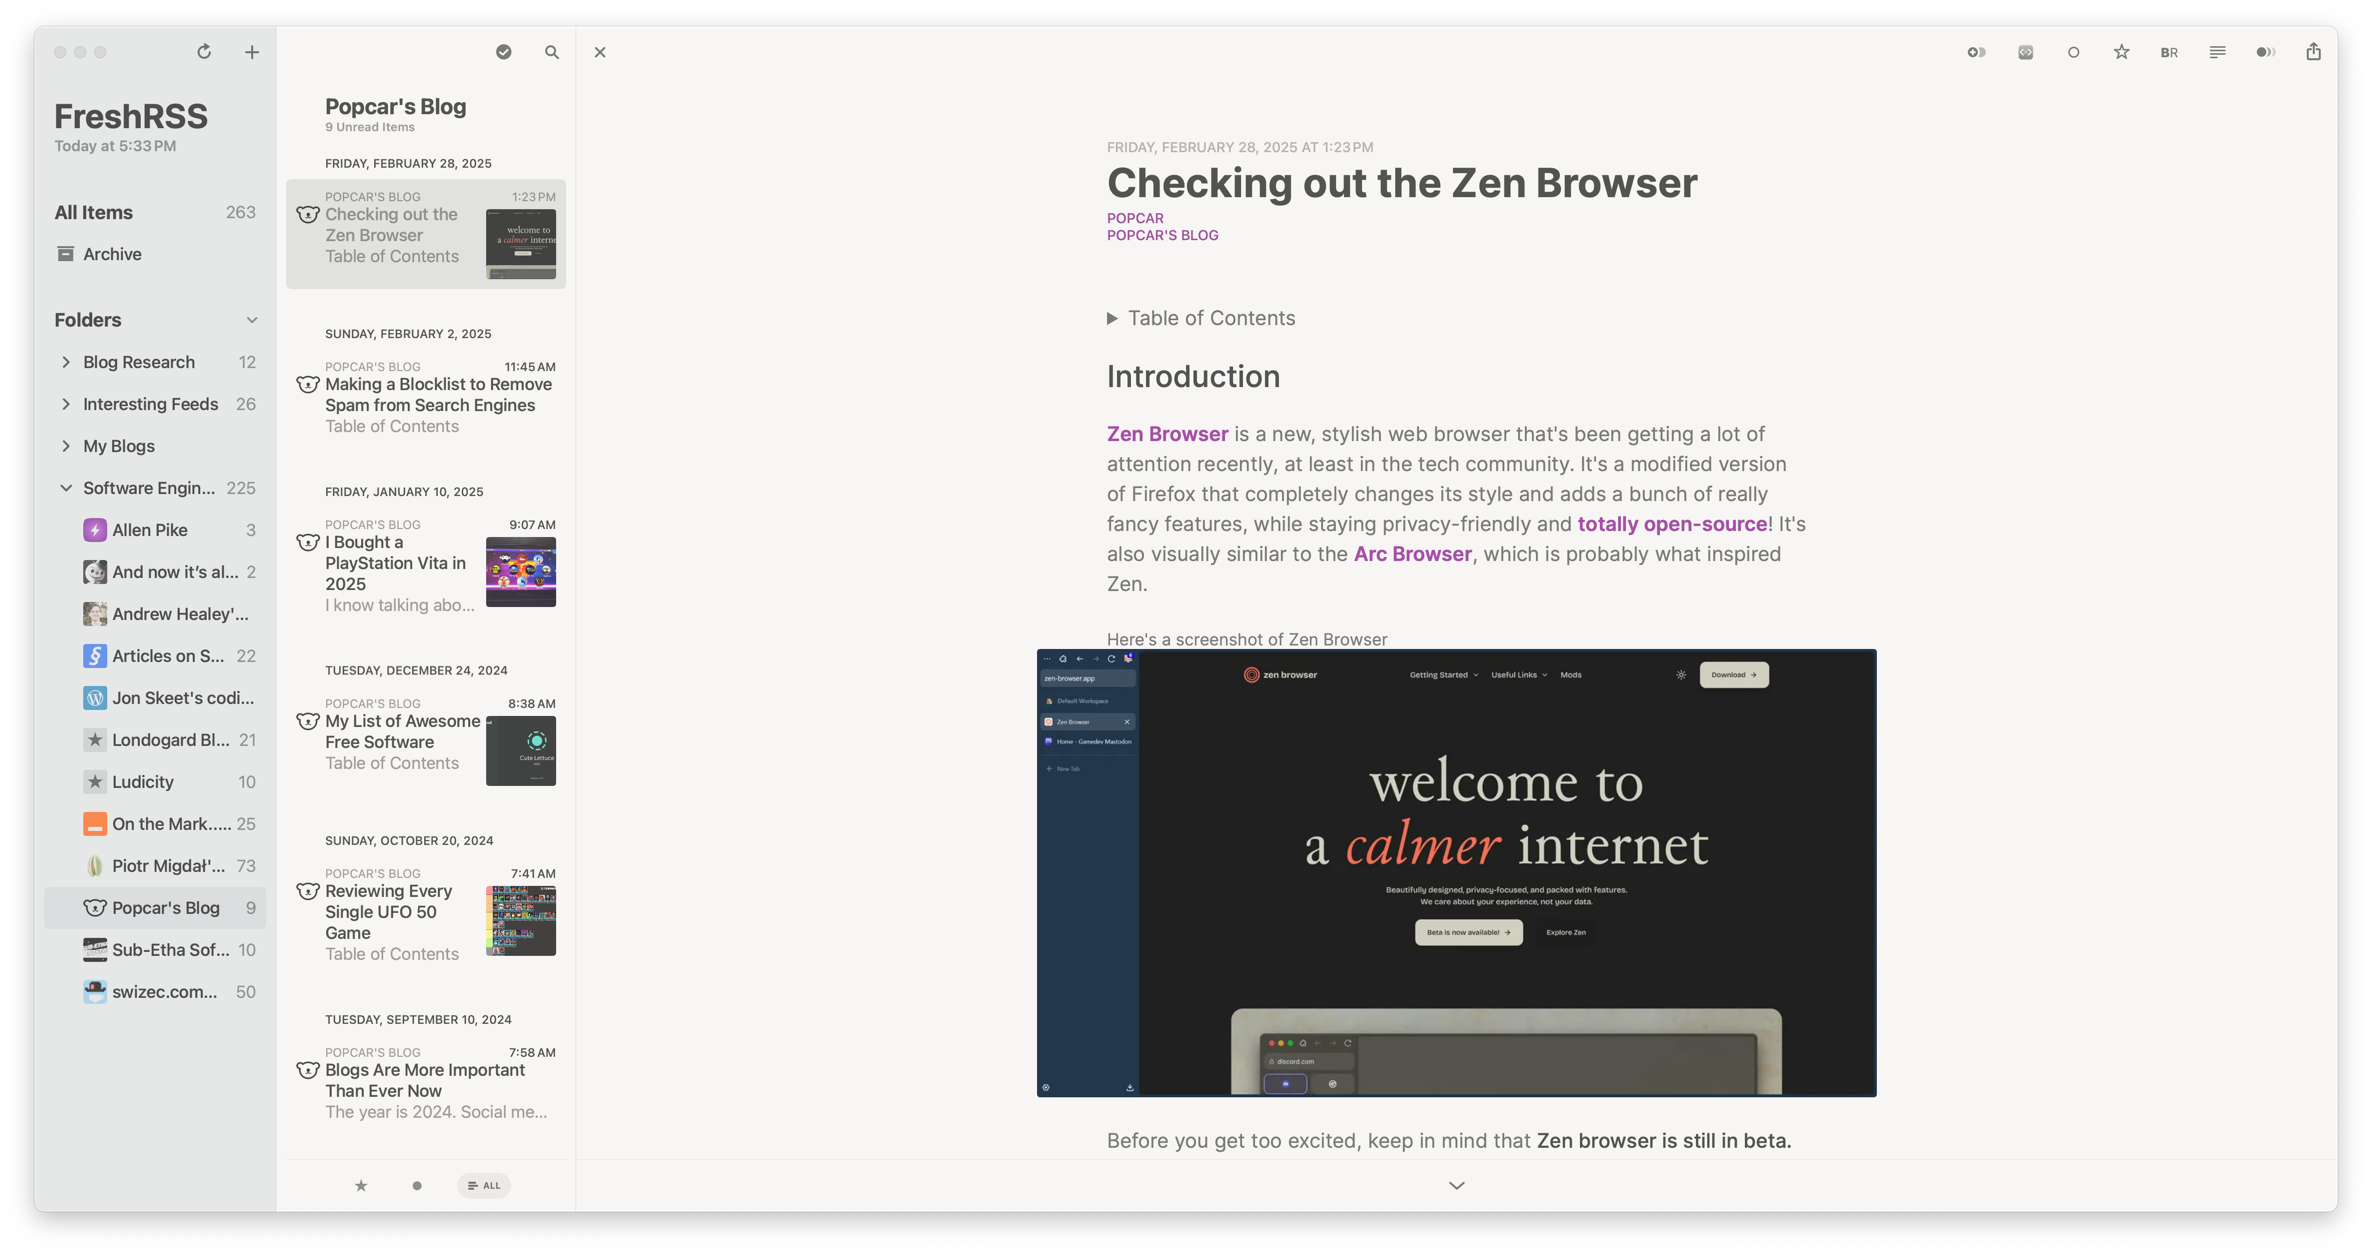 FreshRSS
Today at 5:33 PM
All Items 263
Archive
Folders
Blog Research 12
Interesting Feeds 26
My Blogs
Software Engin... 225
Allen Pike 3
And now it's al... 2
Andrew Healey'...
Articles on S... 22
Jon Skeet's codi...
Londogard Bl... 21
Ludicity 10
On the Mark..... 25
Piotr Migdał'... 73
Popcar's Blog 9
Sub-Etha Sof... 10
swizec.com... 50
Popcar's Blog
9 Unread Items
FRIDAY, FEBRUARY 28, 2025
POPCAR'S BLOG 1:23 PM
Checking out the
Zen Browser
Table of Contents
welcome to
a calmer interne
SUNDAY, FEBRUARY 2, 2025
POPCAR'S BLOG 11:45 AM
Making a Blocklist to Remove
Spam from Search Engines
Table of Contents
FRIDAY, JANUARY 10, 2025
POPCAR'S BLOG 9:07 AM
I Bought a
PlayStation Vita in
2025
I know talking abo...
TUESDAY, DECEMBER 24, 2024
POPCAR'S BLOG 8:38 AM
My List of Awesome
Free Software
Table of Contents
Cute Lettuce
SUNDAY, OCTOBER 20, 2024
POPCAR'S BLOG 7:41 AM
Reviewing Every
Single UFO 50
Game
Table of Contents
TUESDAY, SEPTEMBER 10, 2024
POPCAR'S BLOG 7:58 AM
Blogs Are More Important
Than Ever Now
The year is 2024. Social me...
ALL
BR
FRIDAY, FEBRUARY 28, 2025 AT 1:23 PM
Checking out the Zen Browser
POPCAR
POPCAR'S BLOG
Table of Contents
Introduction
Zen Browser is a new, stylish web browser that's been getting a lot of
attention recently, at least in the tech community. It's a modified version
of Firefox that completely changes its style and adds a bunch of really
fancy features, while staying privacy-friendly and totally open-source! It's
also visually similar to the Arc Browser, which is probably what inspired
Zen.
Here's a screenshot of Zen Browser
zen-browser.app
Default Workspace
Zen Browser
Home - Gamedev Mastodon
New Tab
zen browser
Getting Started Useful Links Mods
Download
welcome to
a calmer internet
Beautifully designed, privacy-focused, and packed with features.
We care about your experience, not your data.
Beta is now available! Explore Zen
discord.com
Before you get too excited, keep in mind that Zen browser is still in beta.